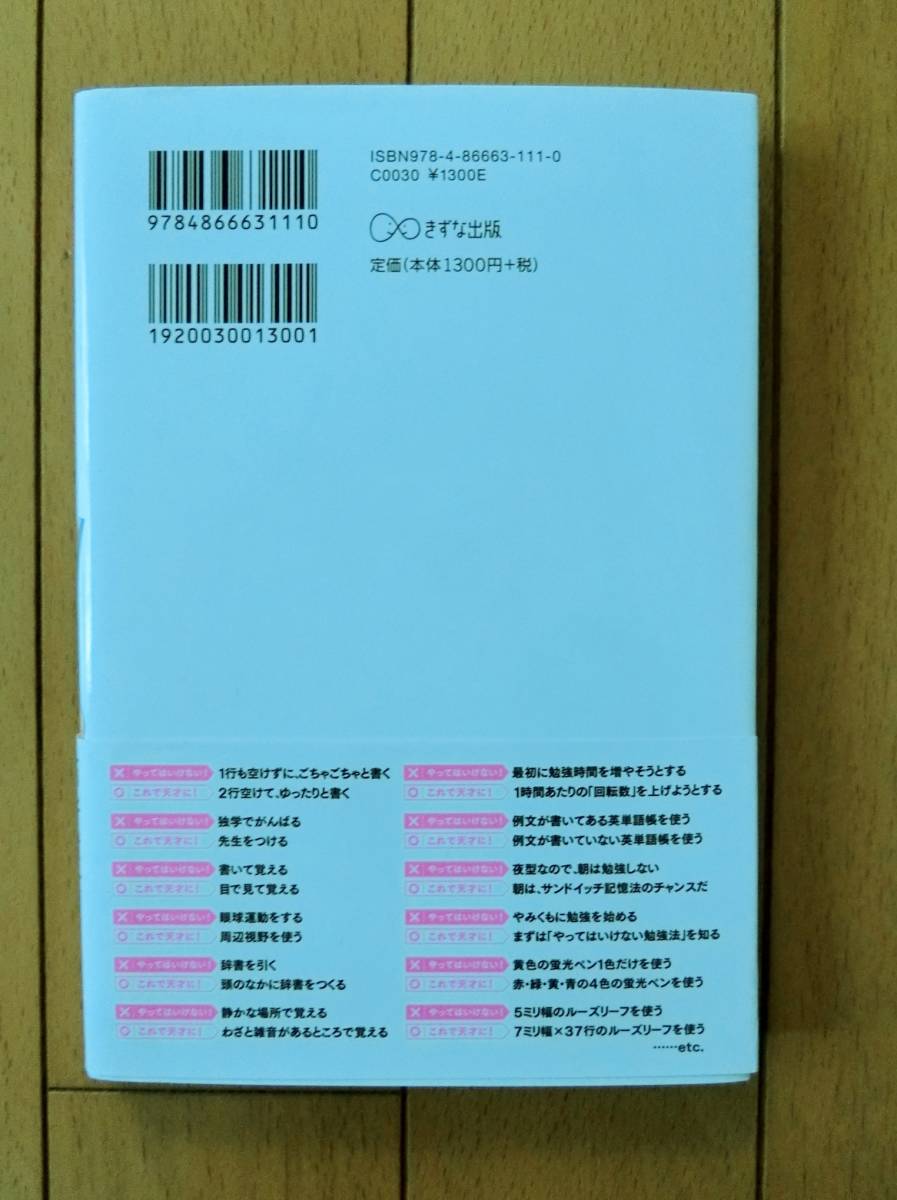 ISBN978-4-86663-111-0
C0030 ¥1300E
9784866631110
きずな出版
定価(本体1300円+税)
1920030013001
× やってはいけない! 1行も空けずに、ごちゃごちゃと書く
○ これで天才に! 2行空けて、ゆったりと書く
× やってはいけない! 独学でがんばる
○ これで天才に! 先生をつける
× やってはいけない! 書いて覚える
○ これで天才に! 目で見て覚える
× やってはいけない! 眼球運動をする
○ これで天才に! 周辺視野を使う
× やってはいけない! 辞書を引く
○ これで天才に! 頭のなかに辞書をつくる
× やってはいけない! 静かな場所で覚える
○ これで天才に! わざと雑音があるところで覚える
× やってはいけない! 最初に勉強時間を増やそうとする
○ これで天才に! 1時間あたりの「回転数」を上げようとする
× やってはいけない! 例文が書いてある英単語帳を使う
○ これで天才に! 例文が書いていない英単語帳を使う
× やってはいけない! 夜型なので、朝は勉強しない
○ これで天才に! 朝は、サンドイッチ記憶法のチャンスだ
× やってはいけない! やみくもに勉強を始める
○ これで天才に! まずは「やってはいけない勉強法」を知る
× やってはいけない! 黄色の蛍光ペン1色だけを使う
○ これで天才に! 赤・緑・黄・青の4色の蛍光ペンを使う
× やってはいけない! 5ミリ幅のルーズリーフを使う
○ これで天才に! 7ミリ幅×37行のルーズリーフを使う
……etc.